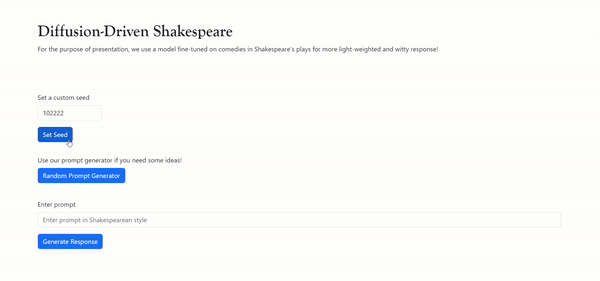 Diffusion-Driven Shakespeare
For the purpose of presentation, we use a model fine-tuned on comedies in Shakespeare's plays for more light-weighted and witty response!
Set a custom seed
102222
Set Seed
Use our prompt generator if you need some ideas!
Random Prompt Generator
Enter prompt
Enter prompt in Shakespearean style
Generate Response